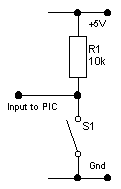 +5V
R1
10k
Input to PIC
S1
Gnd